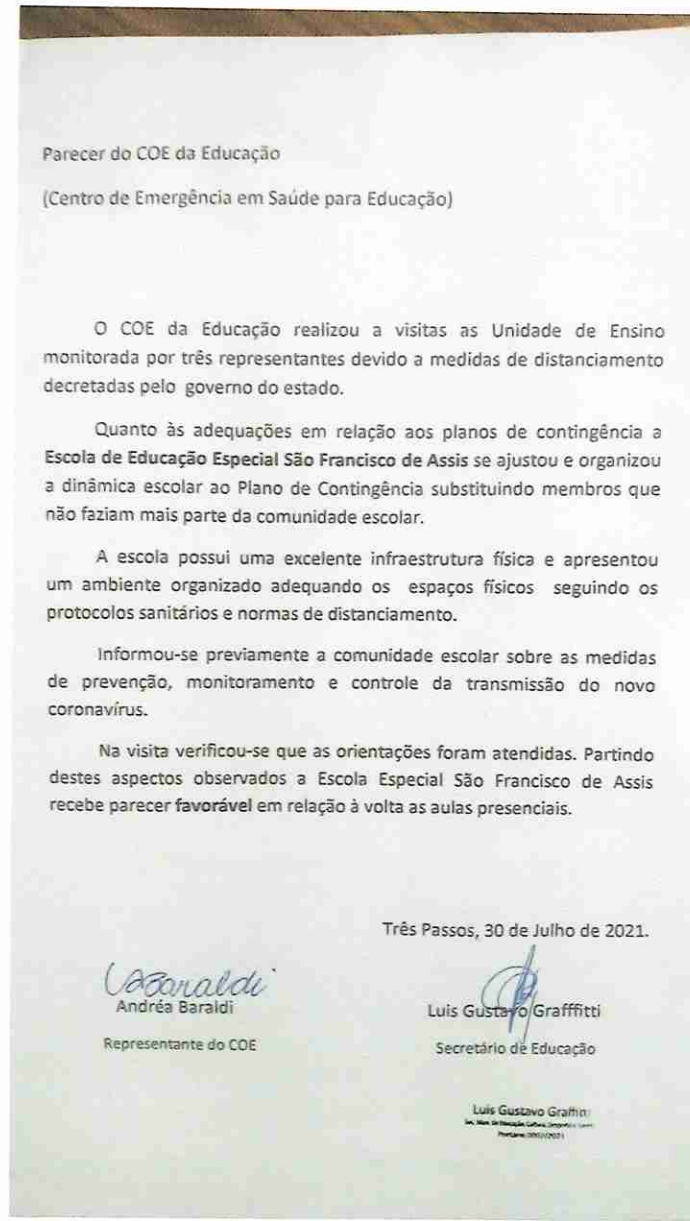 Parecer do COE da Educação
(Centro de Emergência em Saúde para Educação)
O COE da Educação realizou a visitas as Unidade de Ensino
monitorada por três representantes devido a medidas de distanciamento
decretadas pelo governo do estado.
Quanto às adequações em relação aos planos de contingência a
Escola de Educação Especial São Francisco de Assis se ajustou e organizou
a dinâmica escolar ao Plano de Contingência substituindo membros que
não faziam mais parte da comunidade escolar.
A escola possui uma excelente infraestrutura física e apresentou
um ambiente organizado adequando os espaços físicos seguindo os
protocolos sanitários e normas de distanciamento.
Informou-se previamente a comunidade escolar sobre as medidas
de prevenção, monitoramento e controle da transmissão do novo
coronavírus.
Na visita verificou-se que as orientações foram atendidas. Partindo
destes aspectos observados a Escola Especial São Francisco de Assis
recebe parecer favorável em relação à volta as aulas presenciais.
Três Passos, 30 de Julho de 2021.
Andréa Baraldi
Representante do COE
Luis Gustavo Grafffitti
Secretário de Educação
Luis Gustavo